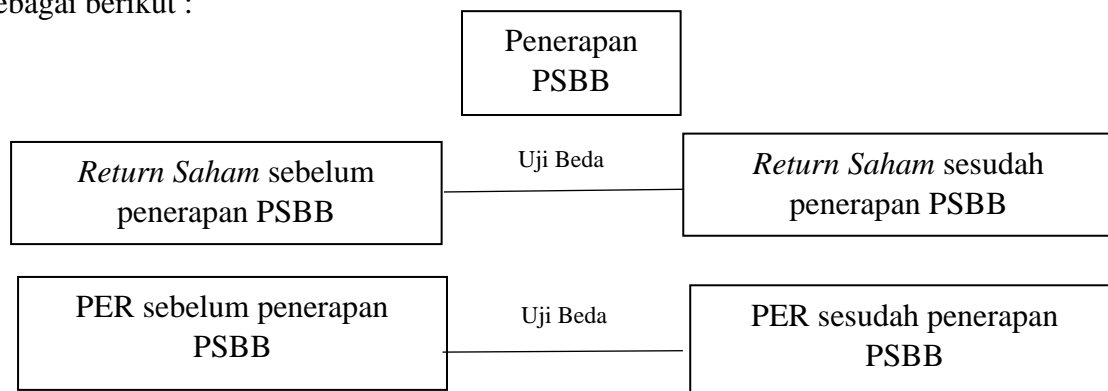 sebagai berikut :
Penerapan
PSBB
Return Saham sebelum
penerapan PSBB
Uji Beda
Return Saham sesudah
penerapan PSBB
PER sebelum penerapan
PSBB
Uji Beda
PER sesudah penerapan
PSBB